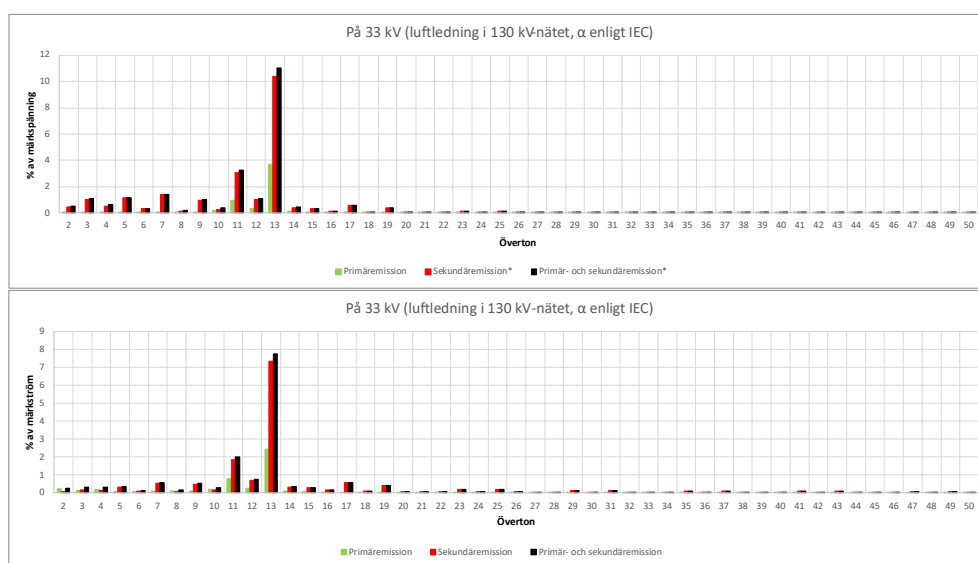 På 33 kV (luftledning i 130 kV-nätet, α enligt IEC)
% av märkspänning
12
10
8
6
4
2
0
2 3 4 5 6 7 8 9 10 11 12 13 14 15 16 17 18 19 20 21 22 23 24 25 26 27 28 29 30 31 32 33 34 35 36 37 38 39 40 41 42 43 44 45 46 47 48 49 50
Överton
Primäremission Sekundäremission* Primär- och sekundäremission*
På 33 kV (luftledning i 130 kV-nätet, α enligt IEC)
% av märkström
9
8
7
6
5
4
3
2
1
0
2 3 4 5 6 7 8 9 10 11 12 13 14 15 16 17 18 19 20 21 22 23 24 25 26 27 28 29 30 31 32 33 34 35 36 37 38 39 40 41 42 43 44 45 46 47 48 49 50
Överton
Primäremission Sekundäremission Primär- och sekundäremission